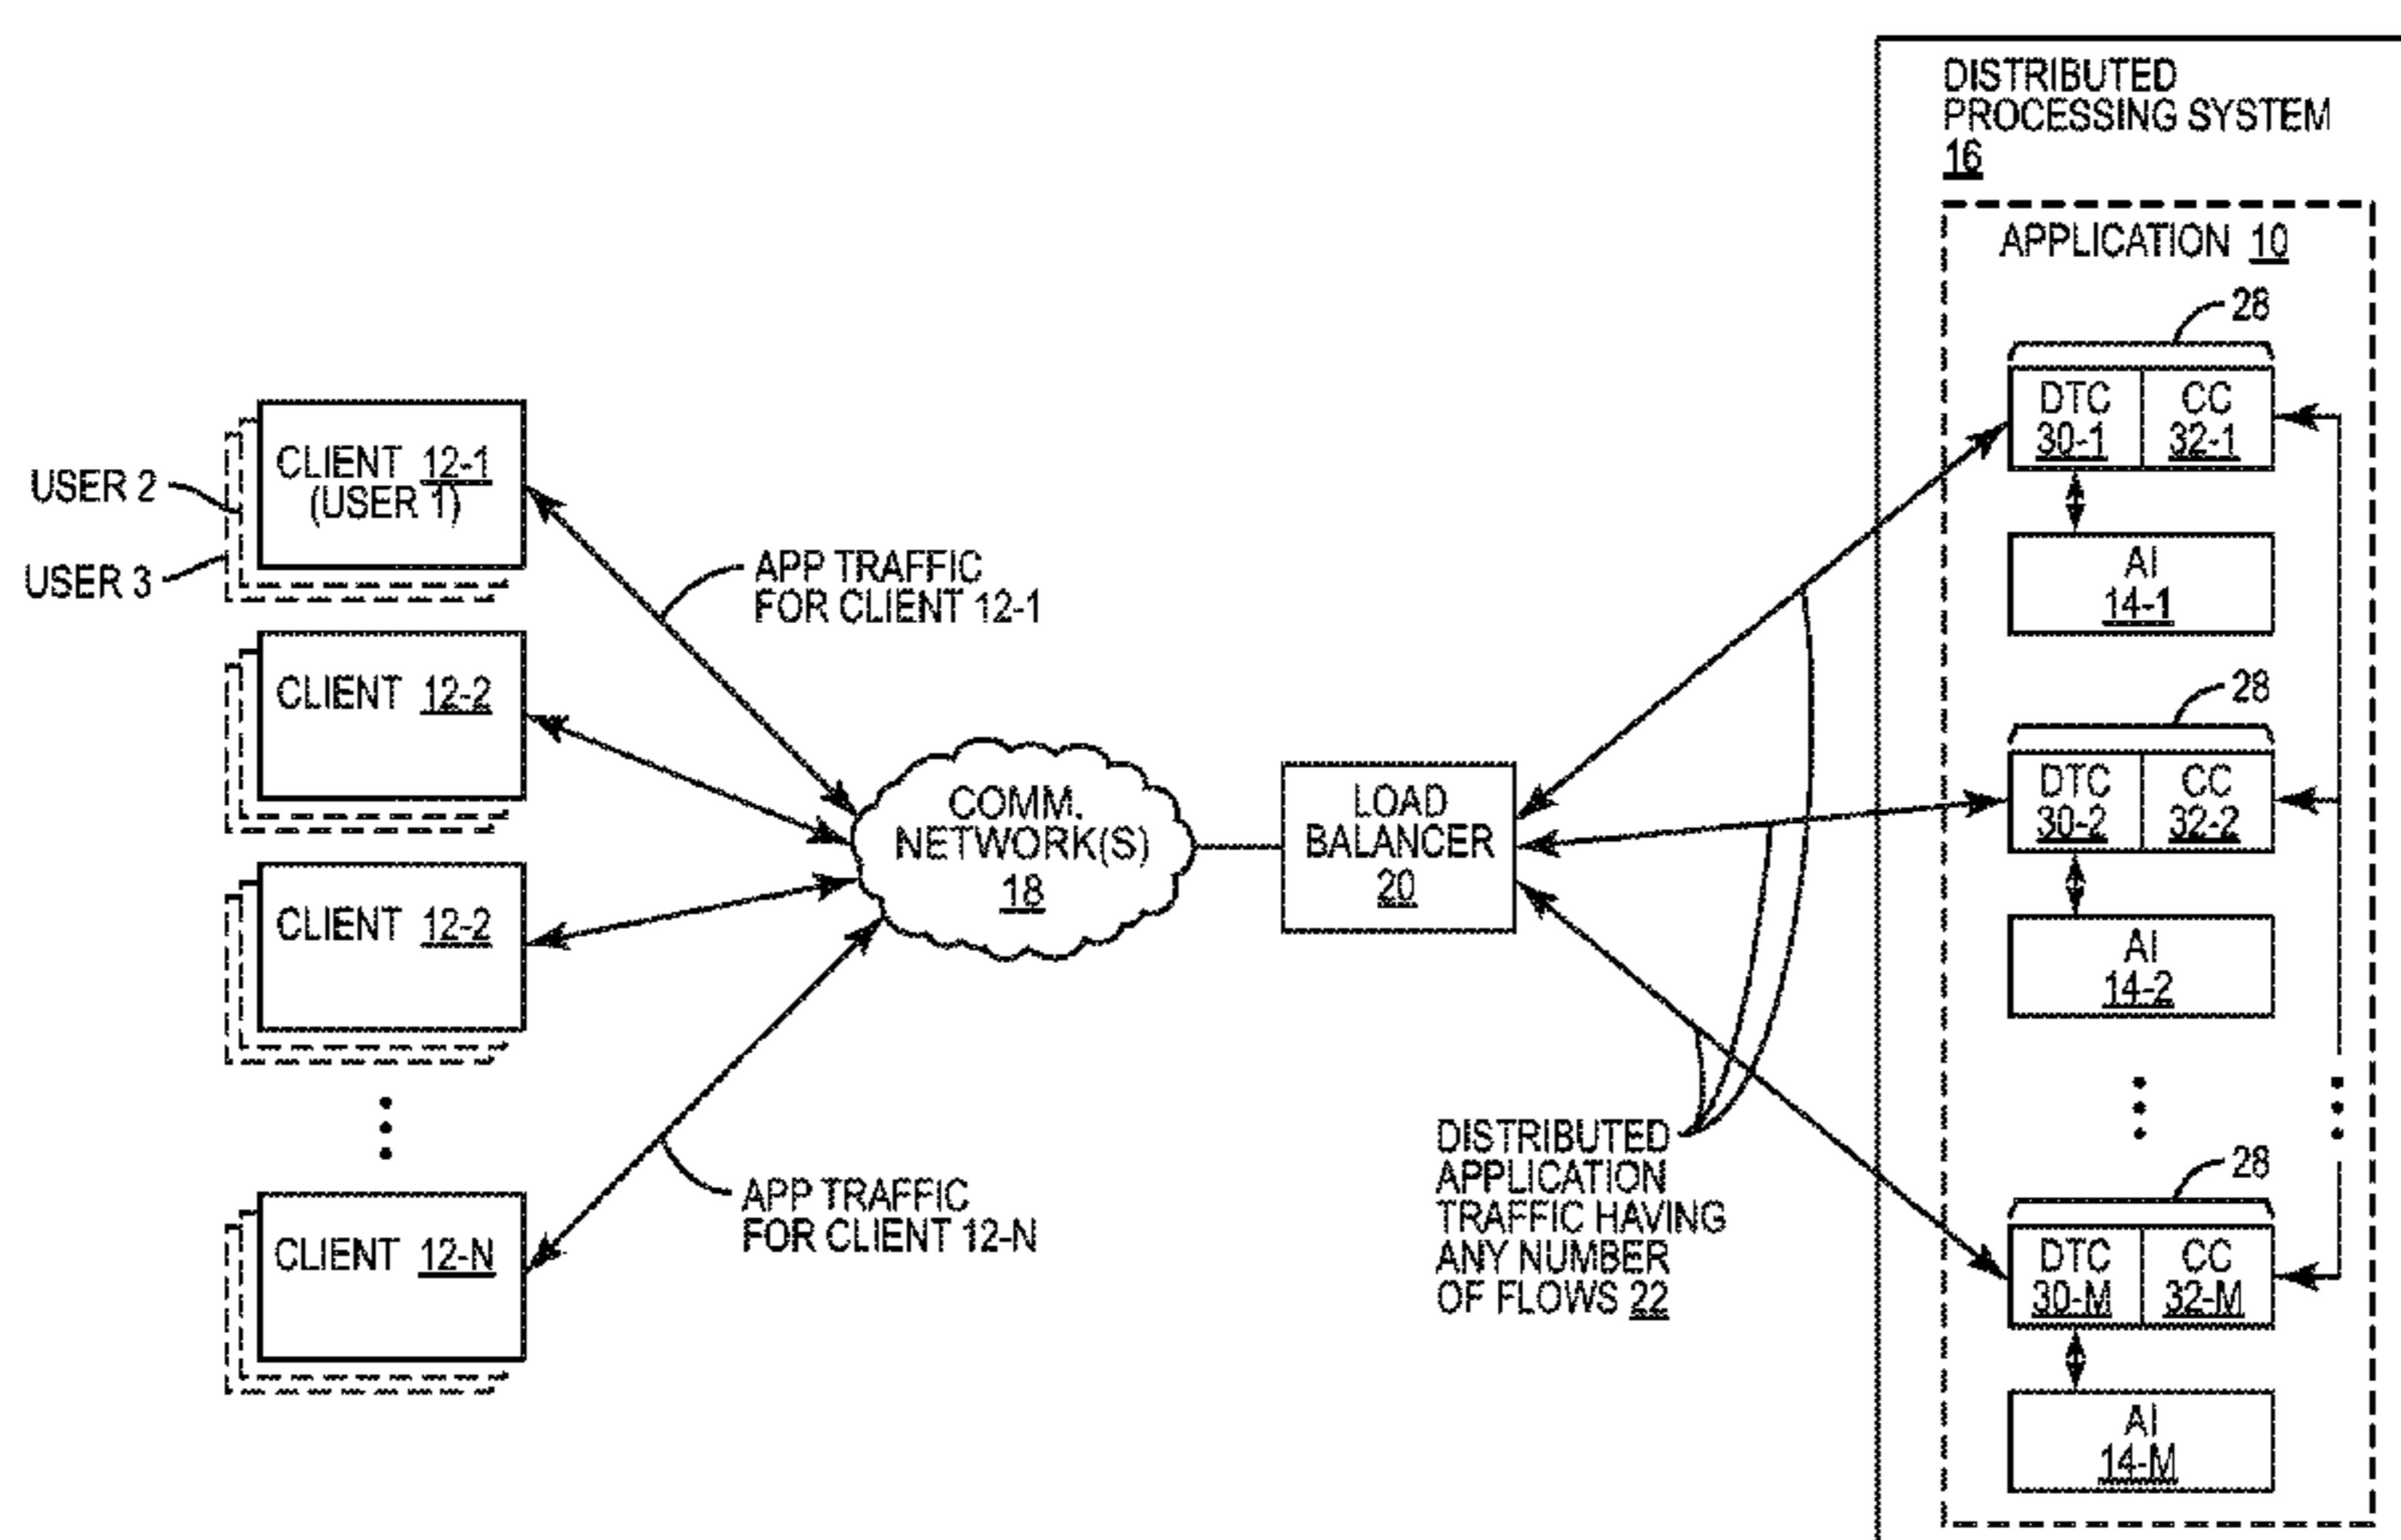 DISTRIBUTED
PROCESSING SYSTEM
16
APPLICATION 10
28
DTC
30-1
CC
32-1
AI
14-1
28
DTC
30-2
CC
32-2
AI
14-2
28
DTC
30-M
CC
32-M
AI
14-M
USER 2
USER 3
CLIENT 12-1
(USER 1)
CLIENT 12-2
CLIENT 12-2
CLIENT 12-N
APP TRAFFIC
FOR CLIENT 12-1
APP TRAFFIC
FOR CLIENT 12-N
COMM.
NETWORK(S)
18
LOAD
BALANCER
20
DISTRIBUTED
APPLICATION
TRAFFIC HAVING
ANY NUMBER
OF FLOWS 22